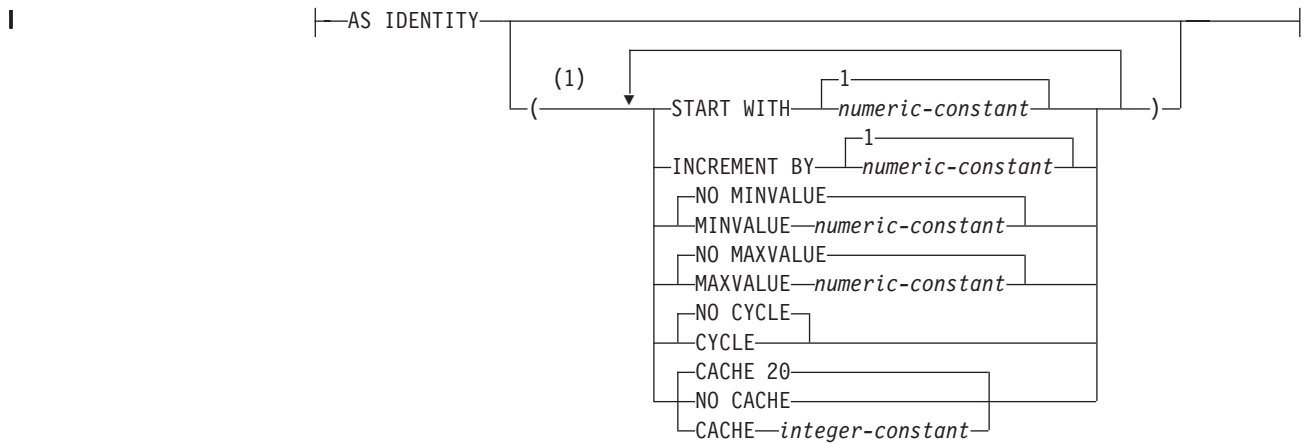 AS IDENTITY
(1)
1
( START WITH numeric-constant )
1
INCREMENT BY numeric-constant
NO MINVALUE
MINVALUE numeric-constant
NO MAXVALUE
MAXVALUE numeric-constant
NO CYCLE
CYCLE
CACHE 20
NO CACHE
CACHE integer-constant